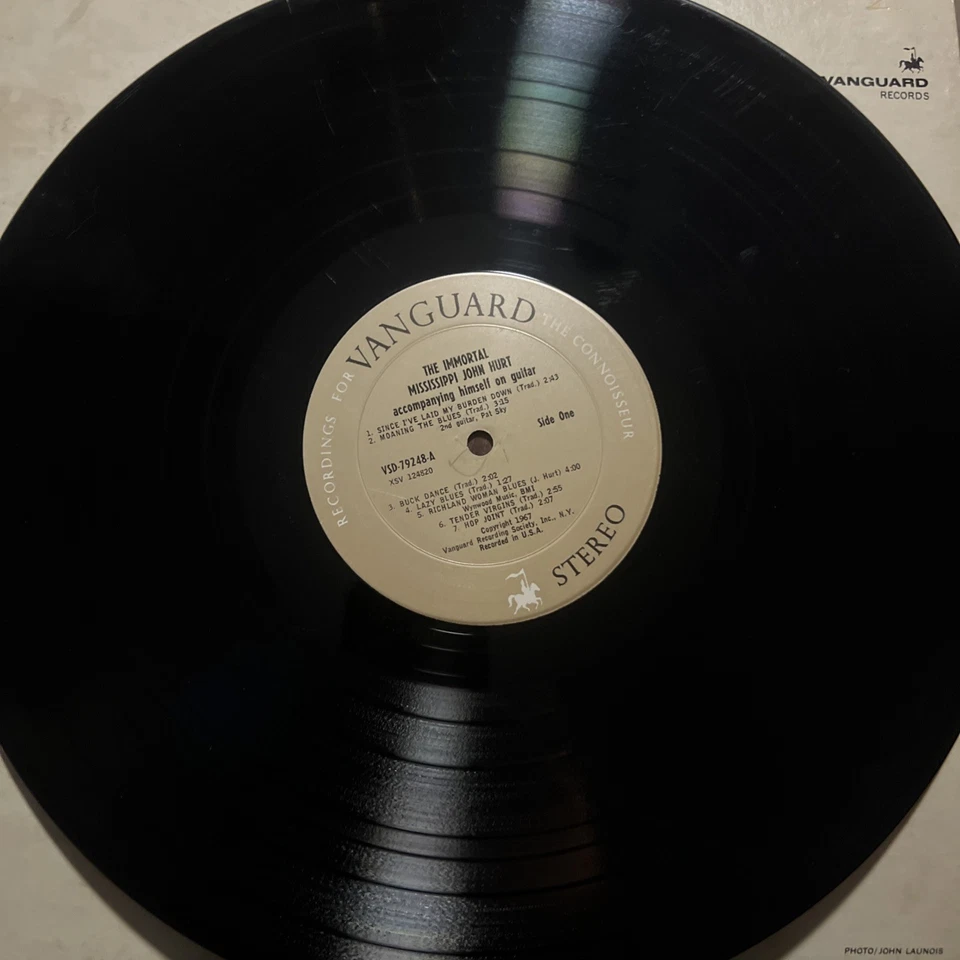 VANGUARD
RECORDS
RECORDINGS FOR VANGUARD THE CONNOISSEUR
THE IMMORTAL
MISSISSIPPI JOHN HURT
accompanying himself on guitar
1. SINCE I'VE LAID MY BURDEN DOWN (Trad.) 2:43
2. MOANING THE BLUES (Trad.) 3:15
2nd guitar, Pat Sky
Side One
VSD-79248-A
XSV 124820
3. BUCK DANCE (Trad.) 2:02
4. LAZY BLUES (Trad.) 1:27
5. RICHLAND WOMAN BLUES (J. Hurt) 4:00
Wynwood Music, BMI
6. TENDER VIRGINS (Trad.) 2:55
7. HOP JOINT (Trad.) 2:07
Copyright 1967
Vanguard Recording Society, Inc., N.Y.
Recorded in U.S.A.
STEREO
PHOTO/JOHN LAUNOIS